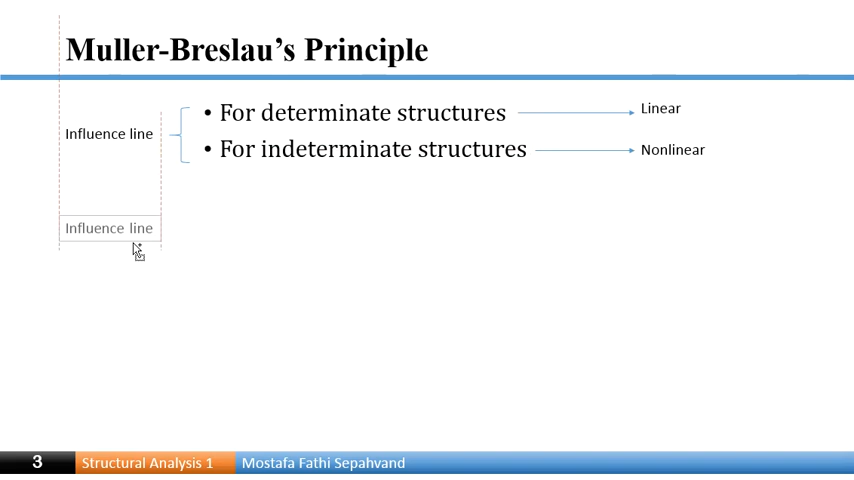 Muller-Breslau's Principle
Influence line
• For determinate structures
Linear
• For indeterminate structures
Nonlinear
Influence line
3
Structural Analysis 1
Mostafa Fathi Sepahvand